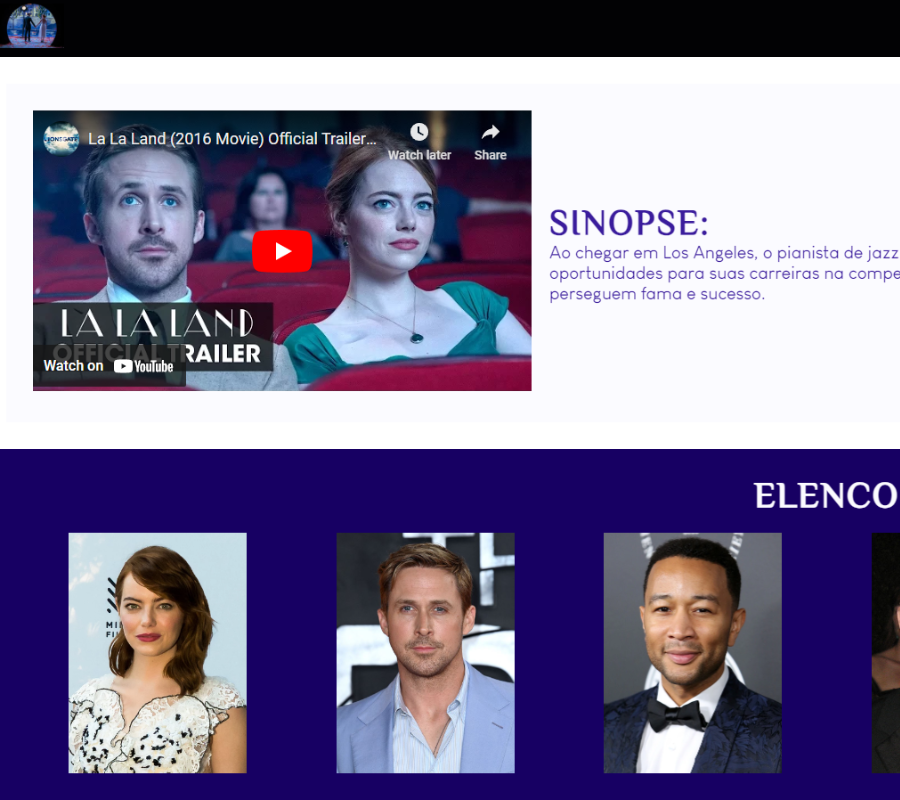 La La Land (2016 Movie) Official Trailer...
Watch later
Share
LIONSGATE
LA LA LAND
OFFICIAL TRAILER
Watch on YouTube
SINOPSE:
Ao chegar em Los Angeles, o pianista de jazz
oportunidades para suas carreiras na compe
perseguem fama e sucesso.
ELENCO